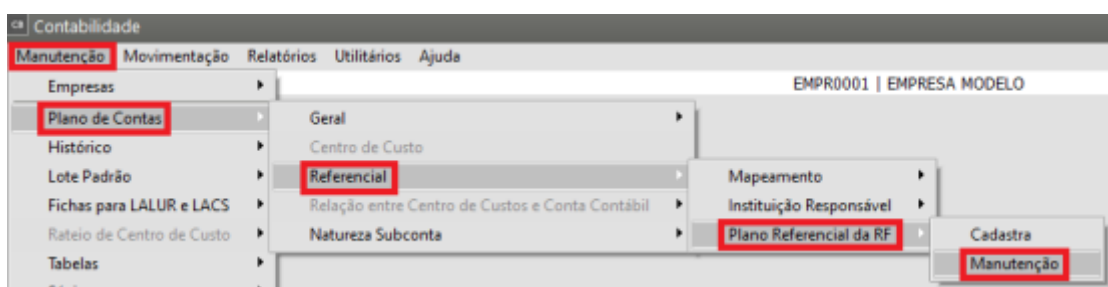 CB Contabilidade
Manutenção Movimentação Relatórios Utilitários Ajuda
Empresas EMPR0001 | EMPRESA MODELO
Plano de Contas Geral
Histórico Centro de Custo
Lote Padrão Referencial Mapeamento
Fichas para LALUR e LACS Relação entre Centro de Custos e Conta Contábil Instituição Responsável
Rateio de Centro de Custo Natureza Subconta Plano Referencial da RF Cadastra
Tabelas Manutenção